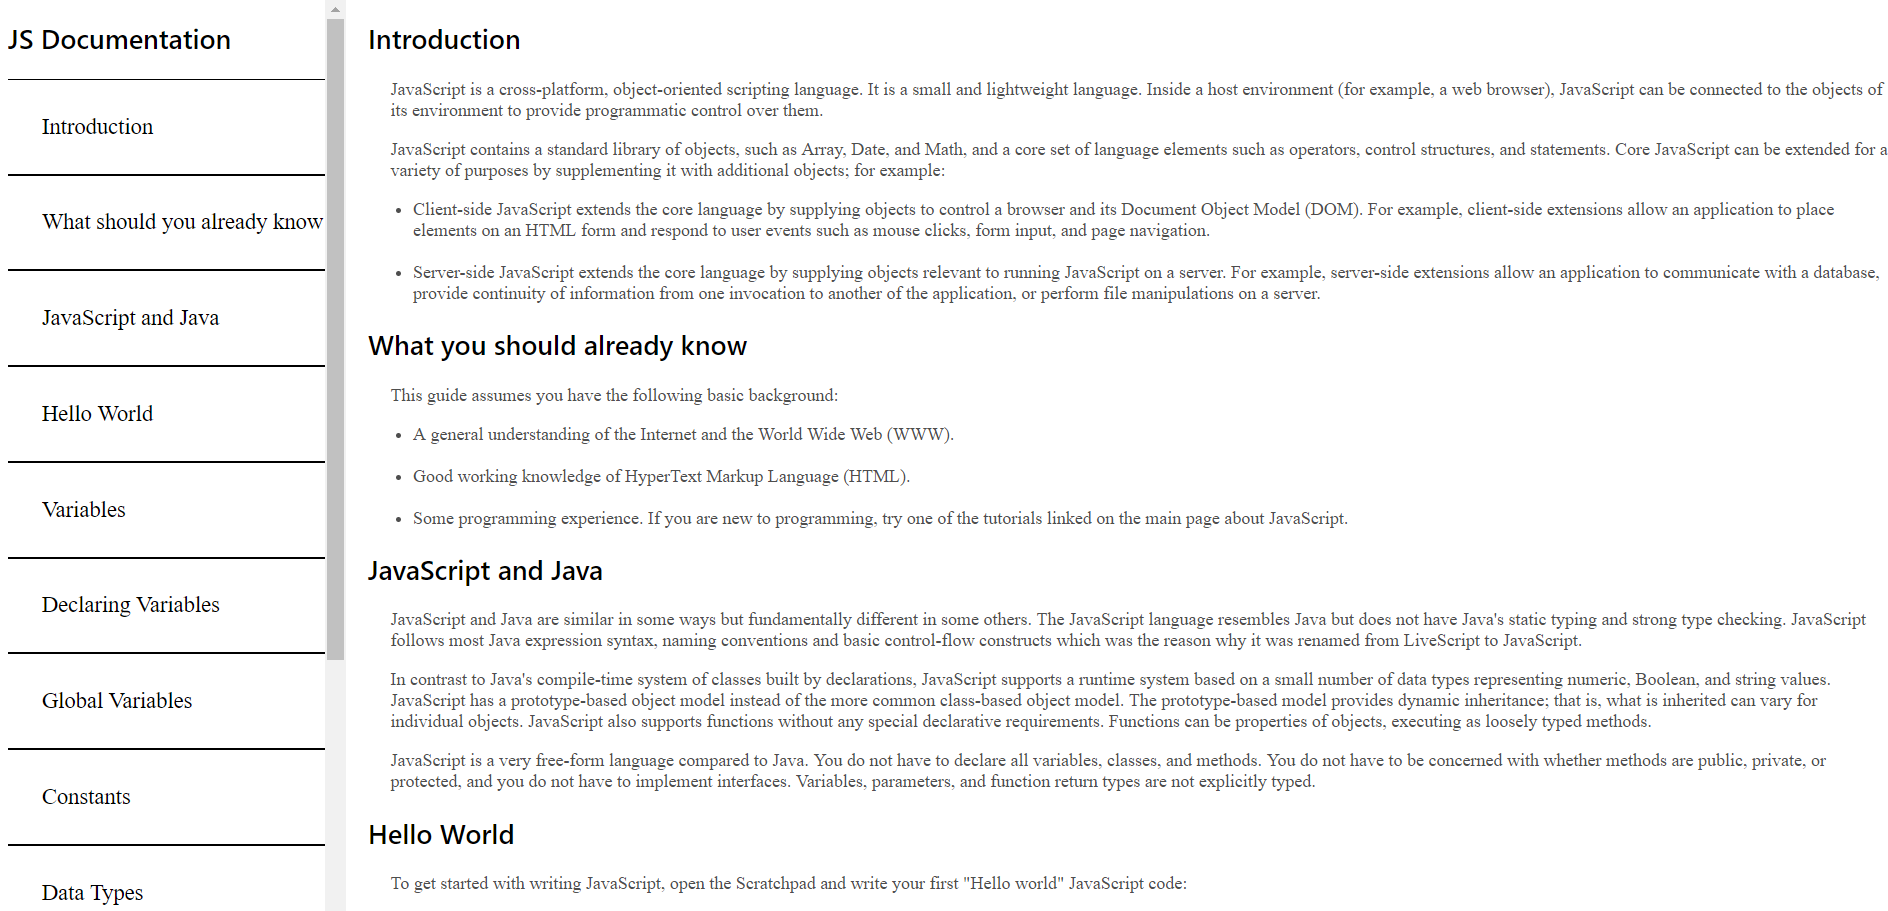 JS Documentation
Introduction
What should you already know
JavaScript and Java
Hello World
Variables
Declaring Variables
Global Variables
Constants
Data Types
Introduction
JavaScript is a cross-platform, object-oriented scripting language. It is a small and lightweight language. Inside a host environment (for example, a web browser), JavaScript can be connected to the objects of
its environment to provide programmatic control over them.
JavaScript contains a standard library of objects, such as Array, Date, and Math, and a core set of language elements such as operators, control structures, and statements. Core JavaScript can be extended for a
variety of purposes by supplementing it with additional objects; for example:
• Client-side JavaScript extends the core language by supplying objects to control a browser and its Document Object Model (DOM). For example, client-side extensions allow an application to place
elements on an HTML form and respond to user events such as mouse clicks, form input, and page navigation.
• Server-side JavaScript extends the core language by supplying objects relevant to running JavaScript on a server. For example, server-side extensions allow an application to communicate with a database,
provide continuity of information from one invocation to another of the application, or perform file manipulations on a server.
What you should already know
This guide assumes you have the following basic background:
• A general understanding of the Internet and the World Wide Web (WWW).
• Good working knowledge of HyperText Markup Language (HTML).
• Some programming experience. If you are new to programming, try one of the tutorials linked on the main page about JavaScript.
JavaScript and Java
JavaScript and Java are similar in some ways but fundamentally different in some others. The JavaScript language resembles Java but does not have Java's static typing and strong type checking. JavaScript
follows most Java expression syntax, naming conventions and basic control-flow constructs which was the reason why it was renamed from LiveScript to JavaScript.
In contrast to Java's compile-time system of classes built by declarations, JavaScript supports a runtime system based on a small number of data types representing numeric, Boolean, and string values.
JavaScript has a prototype-based object model instead of the more common class-based object model. The prototype-based model provides dynamic inheritance; that is, what is inherited can vary for
individual objects. JavaScript also supports functions without any special declarative requirements. Functions can be properties of objects, executing as loosely typed methods.
JavaScript is a very free-form language compared to Java. You do not have to declare all variables, classes, and methods. You do not have to be concerned with whether methods are public, private, or
protected, and you do not have to implement interfaces. Variables, parameters, and function return types are not explicitly typed.
Hello World
To get started with writing JavaScript, open the Scratchpad and write your first "Hello world" JavaScript code: